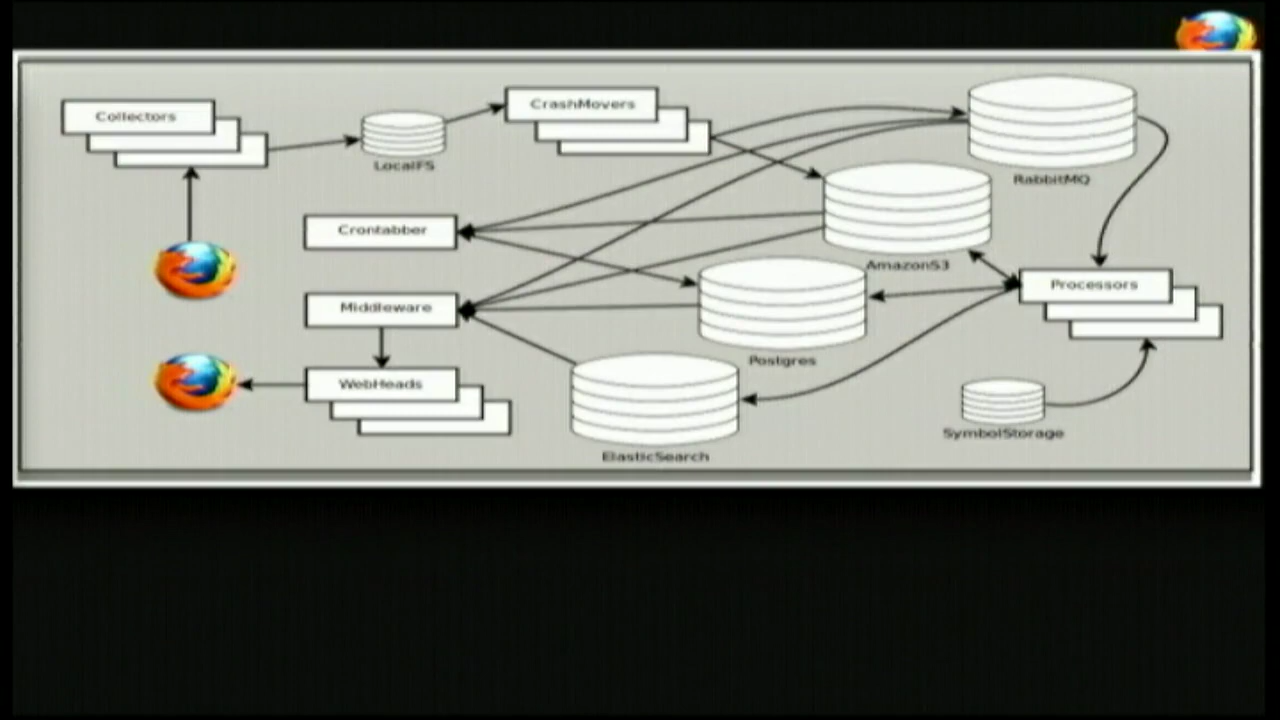 Collectors
LocalFS
CrashMovers
RabbitMQ
Crontabber
AmazonS3
Middleware
Postgres
Processors
WebHeads
ElasticSearch
SymbolStorage